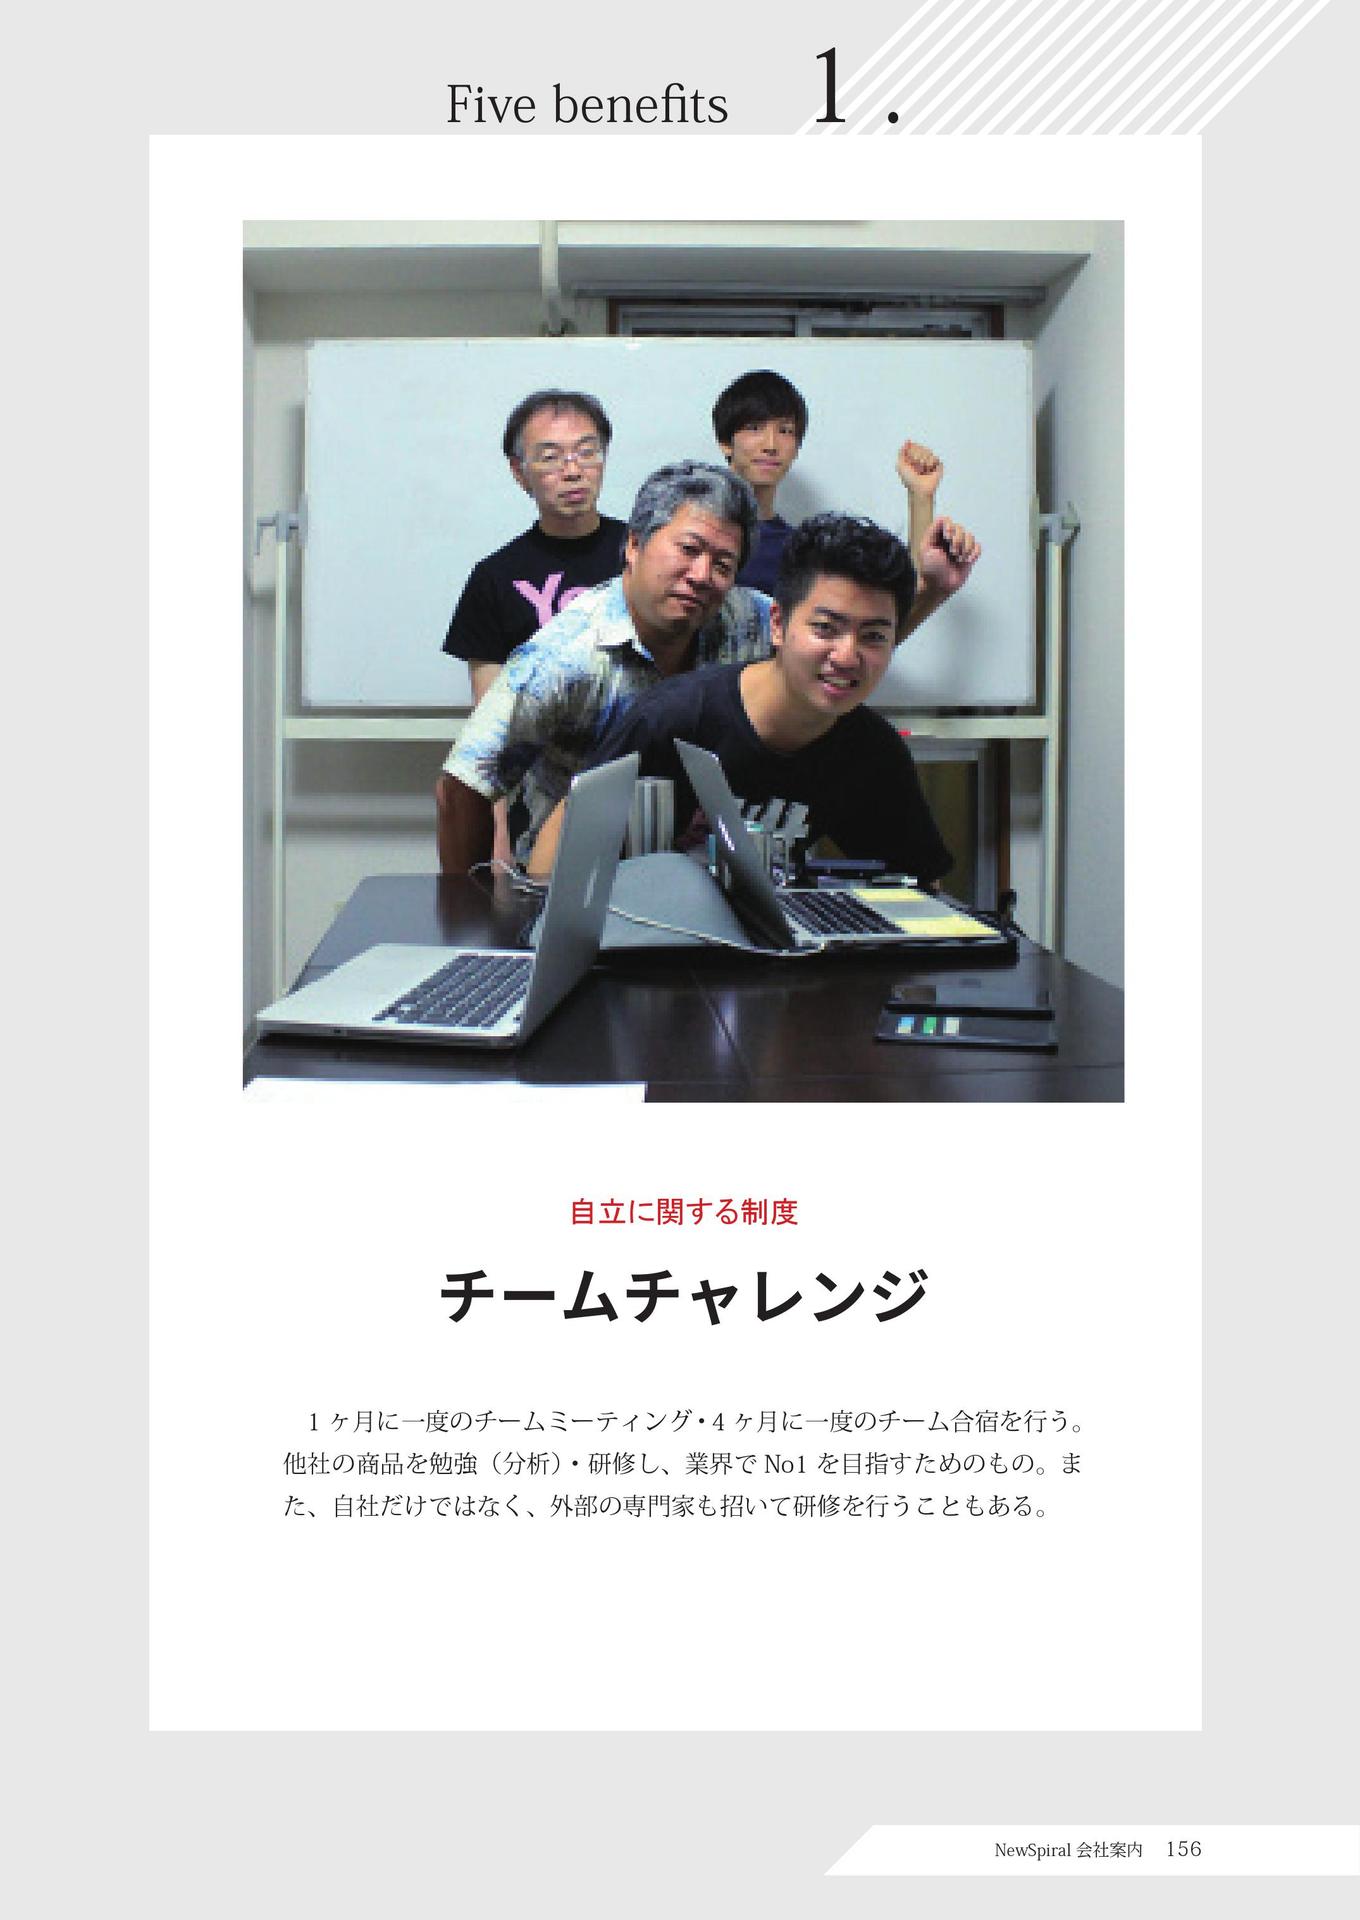 Five benefits 1 .
自立に関する制度
チームチャレンジ
1 ヶ月に一度のチームミーティング・4 ヶ月に一度のチーム合宿を行う。
他社の商品を勉強（分析）・研修し、業界で No1 を目指すためのもの。ま
た、自社だけではなく、外部の専門家も招いて研修を行うこともある。
NewSpiral 会社案内 156